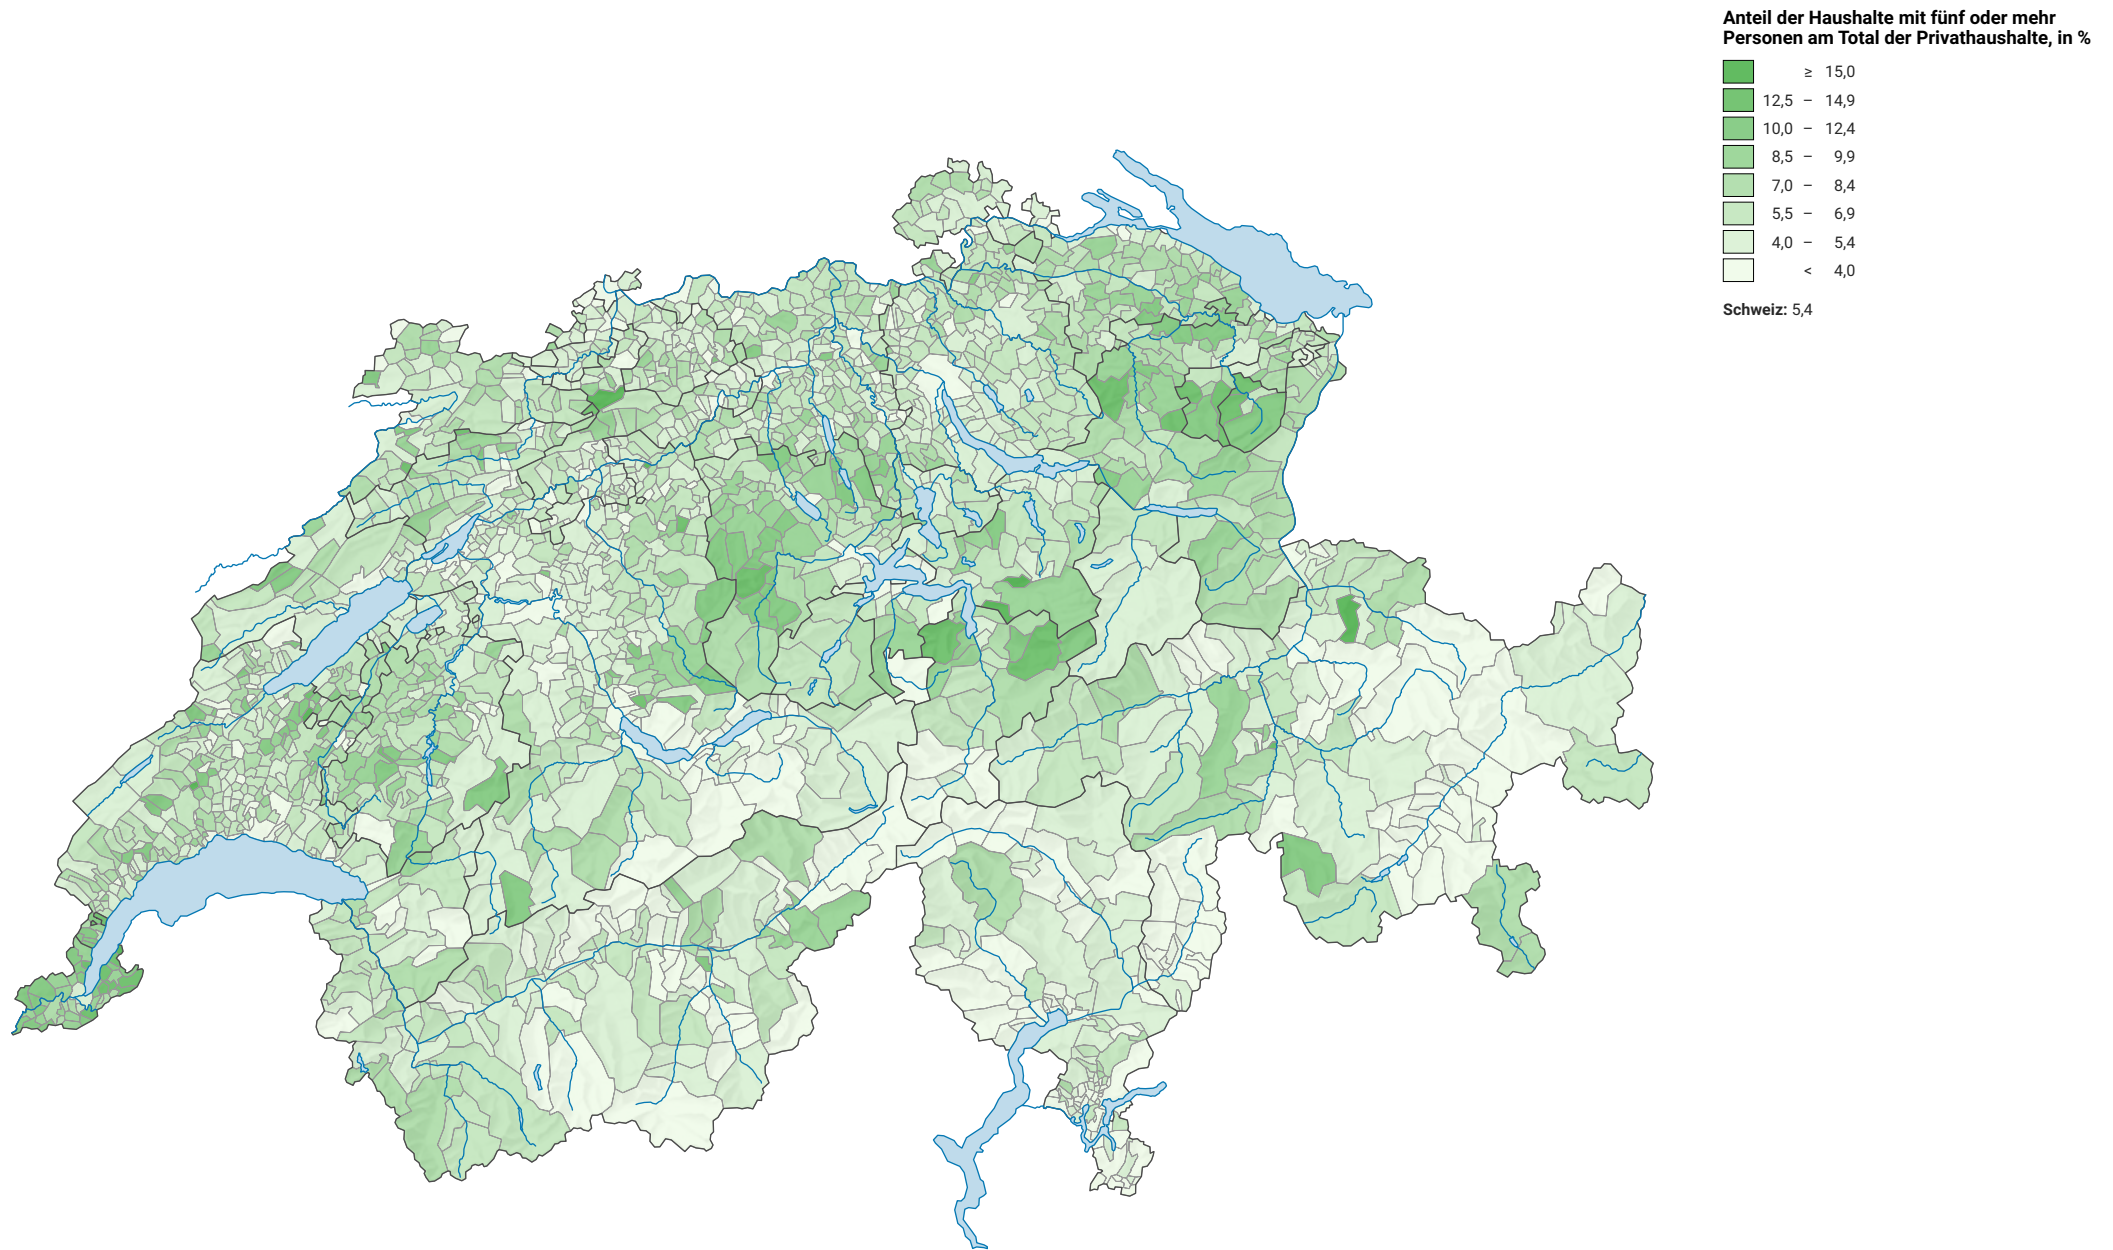 Anteil der Haushalte mit fünf oder mehr
Personen am Total der Privathaushalte, in %
≥ 15,0
12,5 – 14,9
10,0 – 12,4
8,5 – 9,9
7,0 – 8,4
5,5 – 6,9
4,0 – 5,4
< 4,0
Schweiz: 5,4